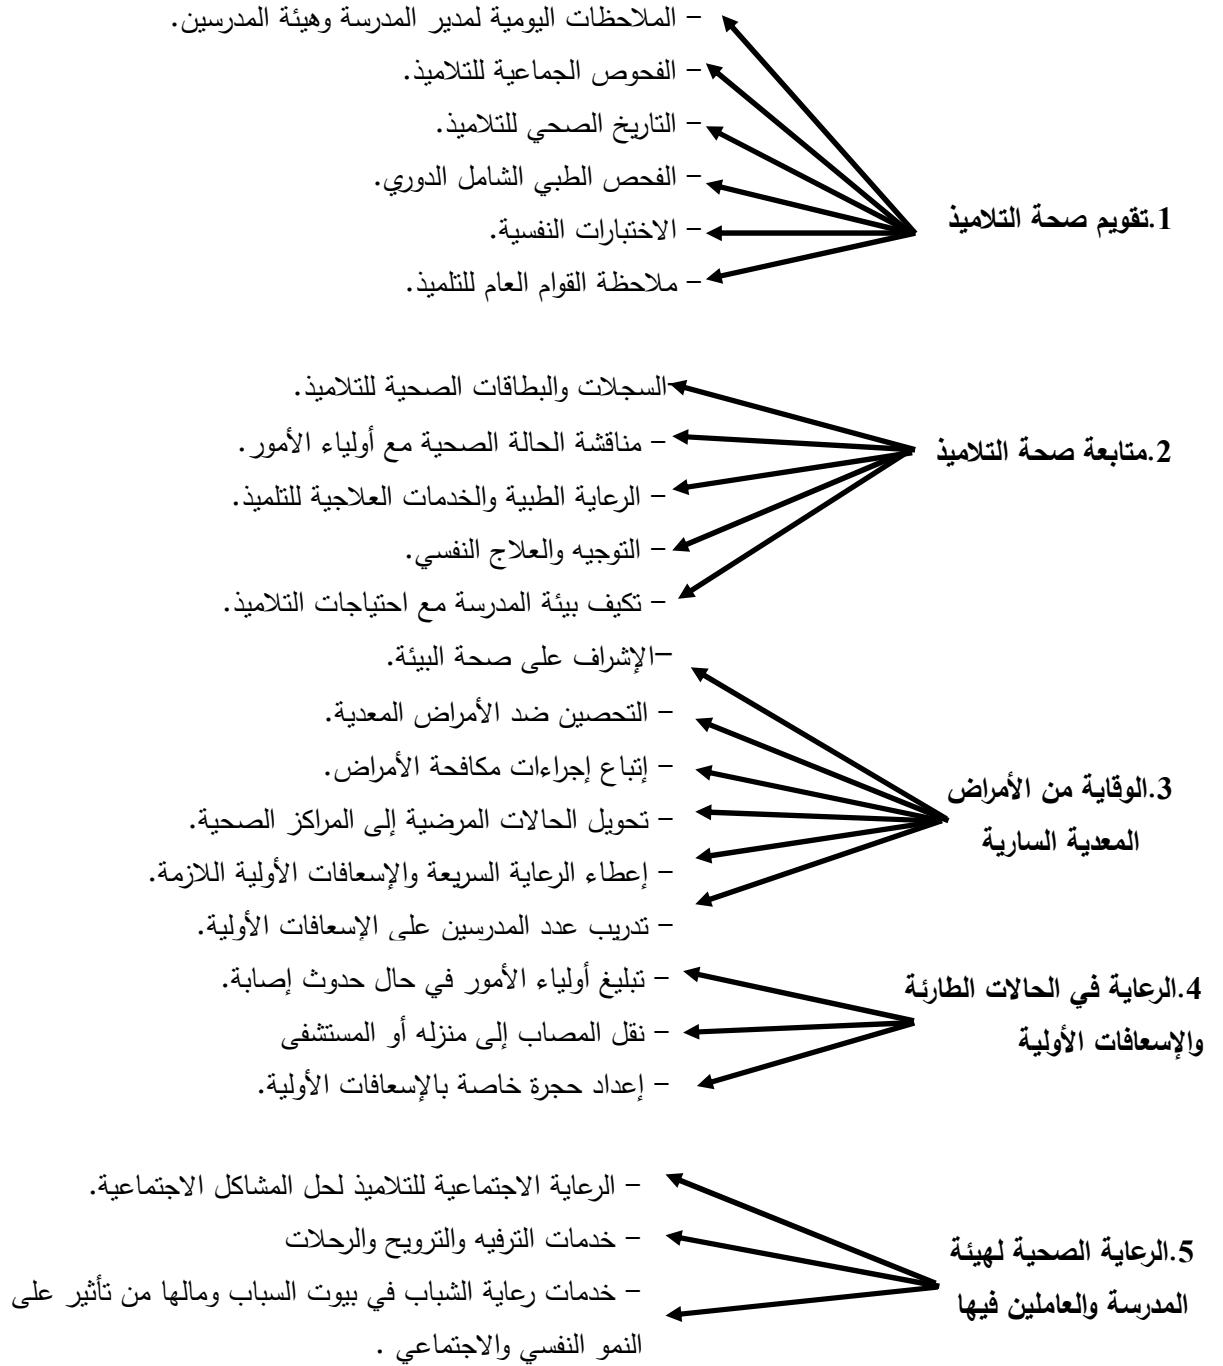 1.تقويم صحة التلاميذ
- الملاحظات اليومية لمدير المدرسة وهيئة المدرسين.
- الفحوص الجماعية للتلاميذ.
- التاريخ الصحي للتلاميذ.
- الفحص الطبي الشامل الدوري.
- الاختبارات النفسية.
- ملاحظة القوام العام للتلميذ.
2.متابعة صحة التلاميذ
-السجلات والبطاقات الصحية للتلاميذ.
- مناقشة الحالة الصحية مع أولياء الأمور.
- الرعاية الطبية والخدمات العلاجية للتلميذ.
- التوجيه والعلاج النفسي.
- تكيف بيئة المدرسة مع احتياجات التلاميذ.
3.الوقاية من الأمراض
المعدية السارية
-الإشراف على صحة البيئة.
- التحصين ضد الأمراض المعدية.
- إتباع إجراءات مكافحة الأمراض.
- تحويل الحالات المرضية إلى المراكز الصحية.
- إعطاء الرعاية السريعة والإسعافات الأولية اللازمة.
- تدريب عدد المدرسين على الإسعافات الأولية.
4.الرعاية في الحالات الطارئة
والإسعافات الأولية
- تبليغ أولياء الأمور في حال حدوث إصابة.
- نقل المصاب إلى منزله أو المستشفى
- إعداد حجرة خاصة بالإسعافات الأولية.
5.الرعاية الصحية لهيئة
المدرسة والعاملين فيها
- الرعاية الاجتماعية للتلاميذ لحل المشاكل الاجتماعية.
- خدمات الترفيه والترويح والرحلات
- خدمات رعاية الشباب في بيوت السباب ومالها من تأثير على
النمو النفسي والاجتماعي .